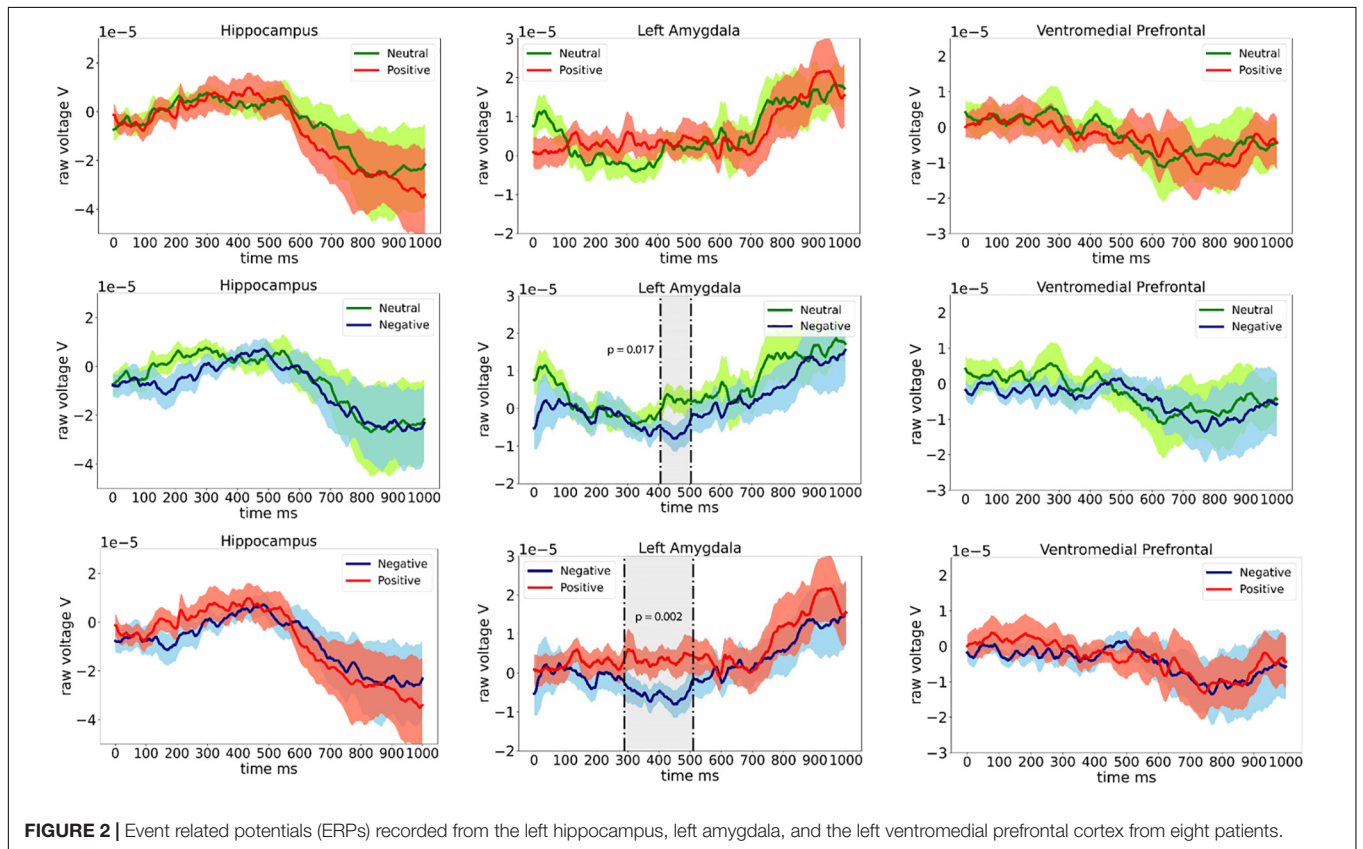 Hippocampus
1e−5
Neutral
Positive
raw voltage V
2
0
−2
−4
0 100 200 300 400 500 600 700 800 900 1000
time ms
Left Amygdala
1e−5
Neutral
Positive
raw voltage V
3
2
1
0
−1
−2
0 100 200 300 400 500 600 700 800 900 1000
time ms
Ventromedial Prefrontal
1e−5
Neutral
Positive
raw voltage V
2
1
0
−1
−2
−3
0 100 200 300 400 500 600 700 800 900 1000
time ms
Hippocampus
1e−5
Neutral
Negative
raw voltage V
2
0
−2
−4
0 100 200 300 400 500 600 700 800 900 1000
time ms
Left Amygdala
1e−5
Neutral
Negative
p = 0.017
raw voltage V
3
2
1
0
−1
−2
0 100 200 300 400 500 600 700 800 900 1000
time ms
Ventromedial Prefrontal
1e−5
Neutral
Negative
raw voltage V
2
1
0
−1
−2
−3
0 100 200 300 400 500 600 700 800 900 1000
time ms
Hippocampus
1e−5
Negative
Positive
raw voltage V
2
0
−2
−4
0 100 200 300 400 500 600 700 800 900 1000
time ms
Left Amygdala
1e−5
Negative
Positive
p = 0.002
raw voltage V
3
2
1
0
−1
−2
0 100 200 300 400 500 600 700 800 900 1000
time ms
Ventromedial Prefrontal
1e−5
Negative
Positive
raw voltage V
2
1
0
−1
−2
−3
0 100 200 300 400 500 600 700 800 900 1000
time ms
FIGURE 2 | Event related potentials (ERPs) recorded from the left hippocampus, left amygdala, and the left ventromedial prefrontal cortex from eight patients.